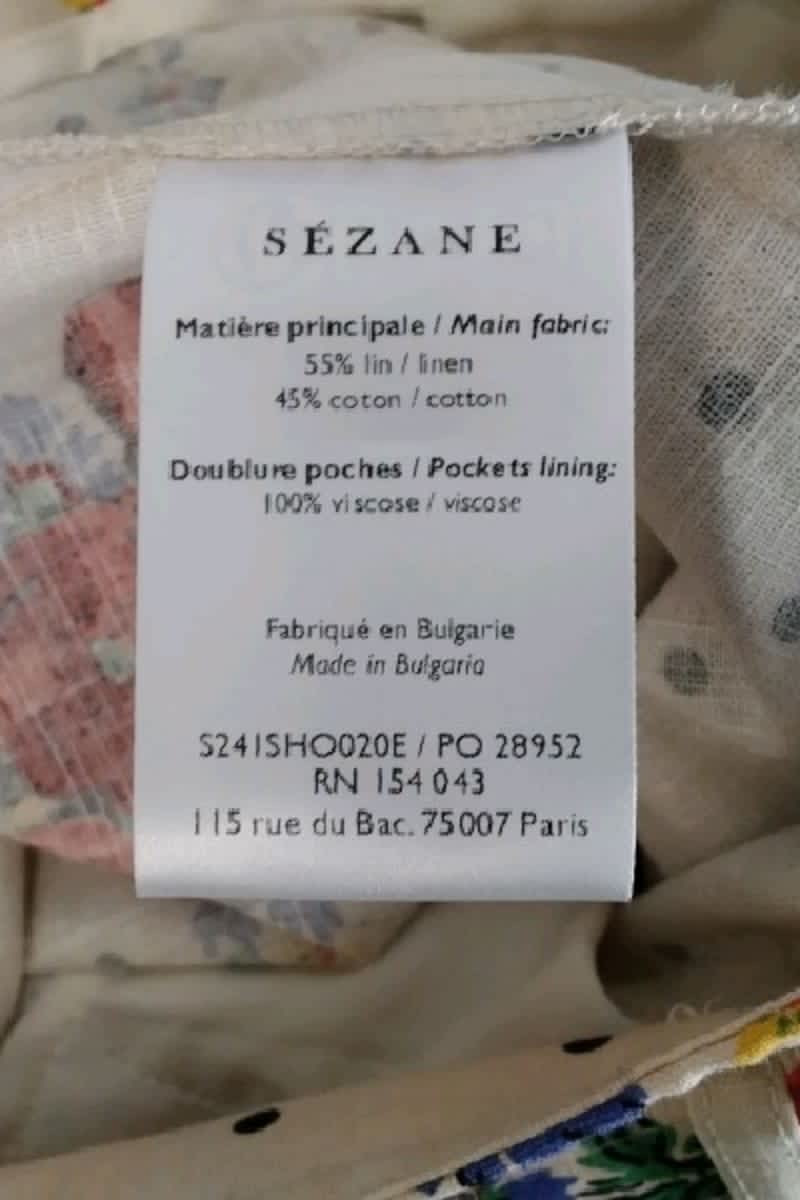 SÉZANE
Matière principale / Main fabric:
55% lin / linen
45% coton / cotton
Doublure poches / Pockets lining:
100% viscose / viscose
Fabriqué en Bulgarie
Made in Bulgaria
S241SHO020E / PO 28952
RN 154 043
115 rue du Bac. 75007 Paris